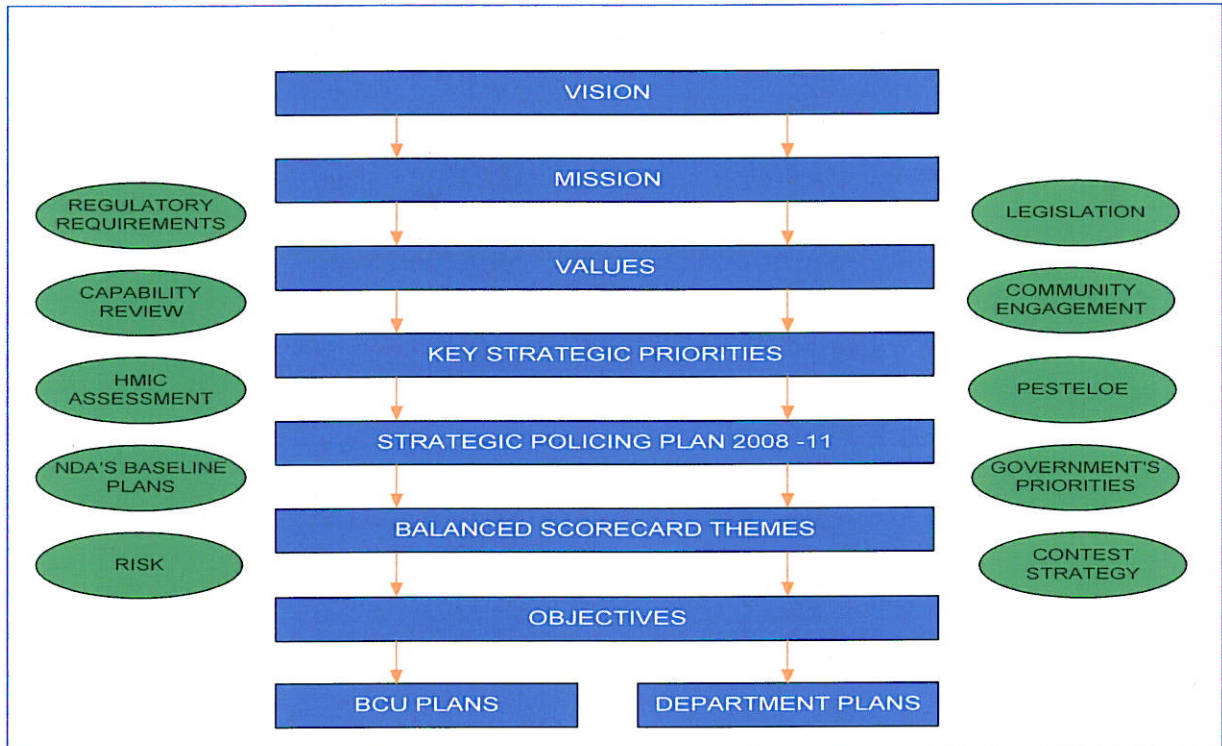 VISION
MISSION
REGULATORY
REQUIREMENTS
LEGISLATION
VALUES
CAPABILITY
REVIEW
COMMUNITY
ENGAGEMENT
KEY STRATEGIC PRIORITIES
HMIC
ASSESSMENT
PESTELOE
STRATEGIC POLICING PLAN 2008 -11
NDA'S BASELINE
PLANS
GOVERNMENT'S
PRIORITIES
BALANCED SCORECARD THEMES
RISK
CONTEST
STRATEGY
OBJECTIVES
BCU PLANS
DEPARTMENT PLANS